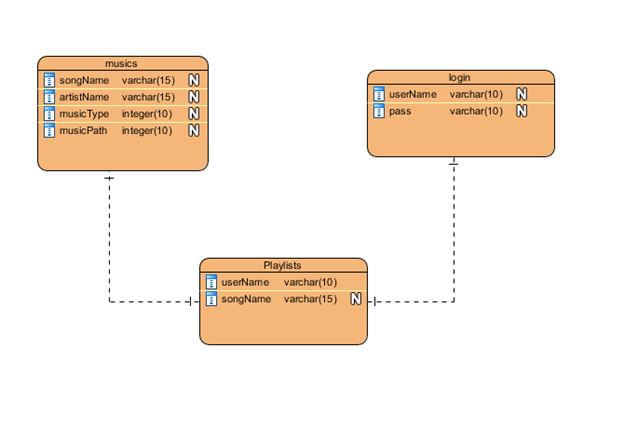 musics
songName varchar(15) N
artistName varchar(15) N
musicType integer(10) N
musicPath integer(10) N
login
userName varchar(10) N
pass varchar(10) N
Playlists
userName varchar(10)
songName varchar(15) N